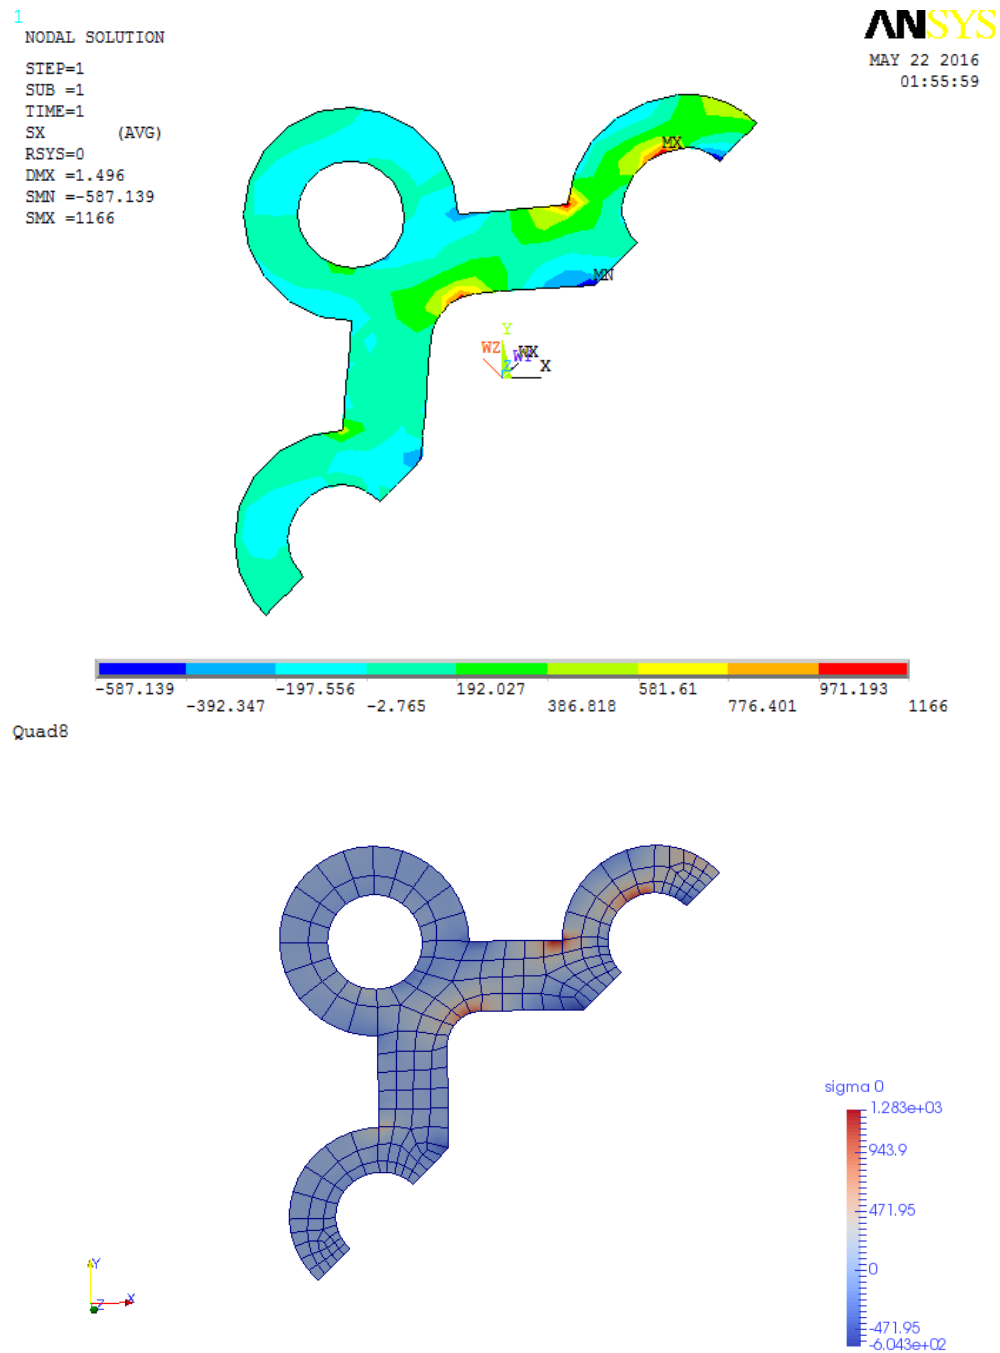 1
NODAL SOLUTION
STEP=1
SUB =1
TIME=1
SX (AVG)
RSYS=0
DMX =1.496
SMN =-587.139
SMX =1166
ANSYS
MAY 22 2016
01:55:59
MX
MN
Y
WZ
WX
X
Z
-587.139 -197.556 192.027 581.61 971.193
-392.347 -2.765 386.818 776.401 1166
Quad8
sigma 0
1.283e+03
943.9
471.95
0
-471.95
-6.043e+02
Y
Z
X